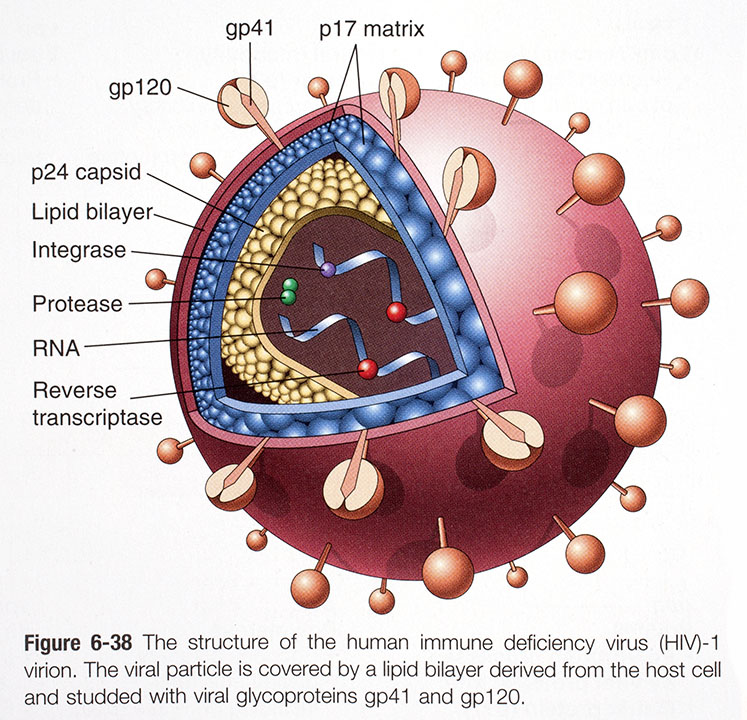 gp41
p17 matrix
gp120
p24 capsid
Lipid bilayer
Integrase
Protease
RNA
Reverse
transcriptase
Figure 6-38 The structure of the human immune deficiency virus (HIV)-1
virion. The viral particle is covered by a lipid bilayer derived from the host cell
and studded with viral glycoproteins gp41 and gp120.